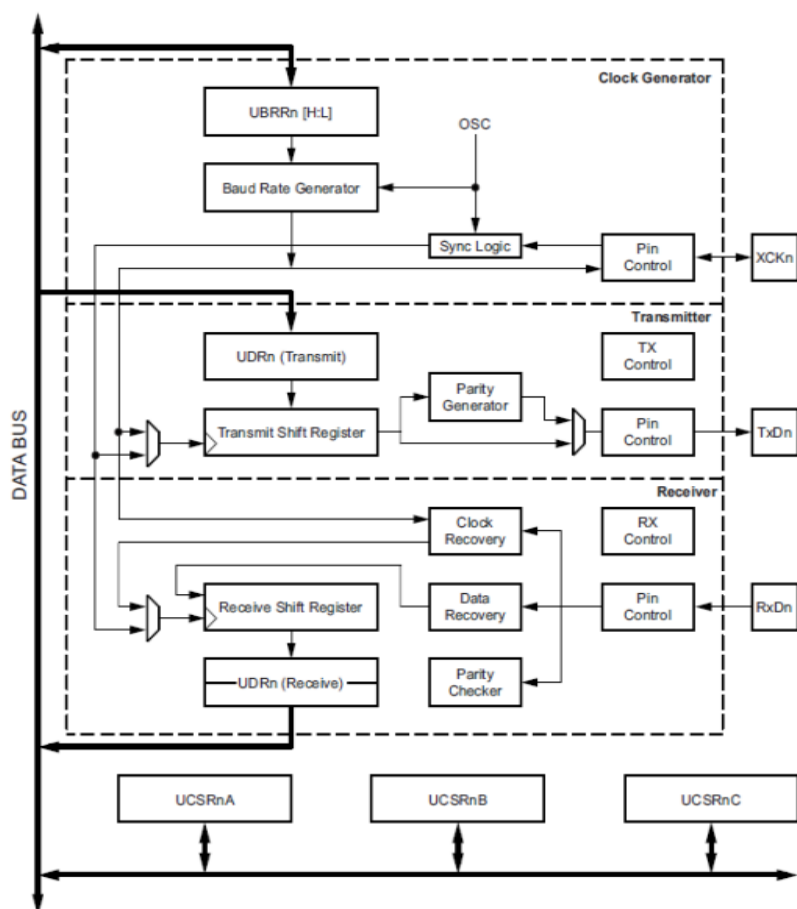 Clock Generator
UBRRn [H:L]
OSC
Baud Rate Generator
Sync Logic
Pin
Control
XCKn
Transmitter
UDRn (Transmit)
TX
Control
Parity
Generator
Transmit Shift Register
Pin
Control
TxDn
DATA BUS
Receiver
Clock
Recovery
RX
Control
Receive Shift Register
Data
Recovery
Pin
Control
RxDn
UDRn (Receive)
Parity
Checker
UCSRnA
UCSRnB
UCSRnC